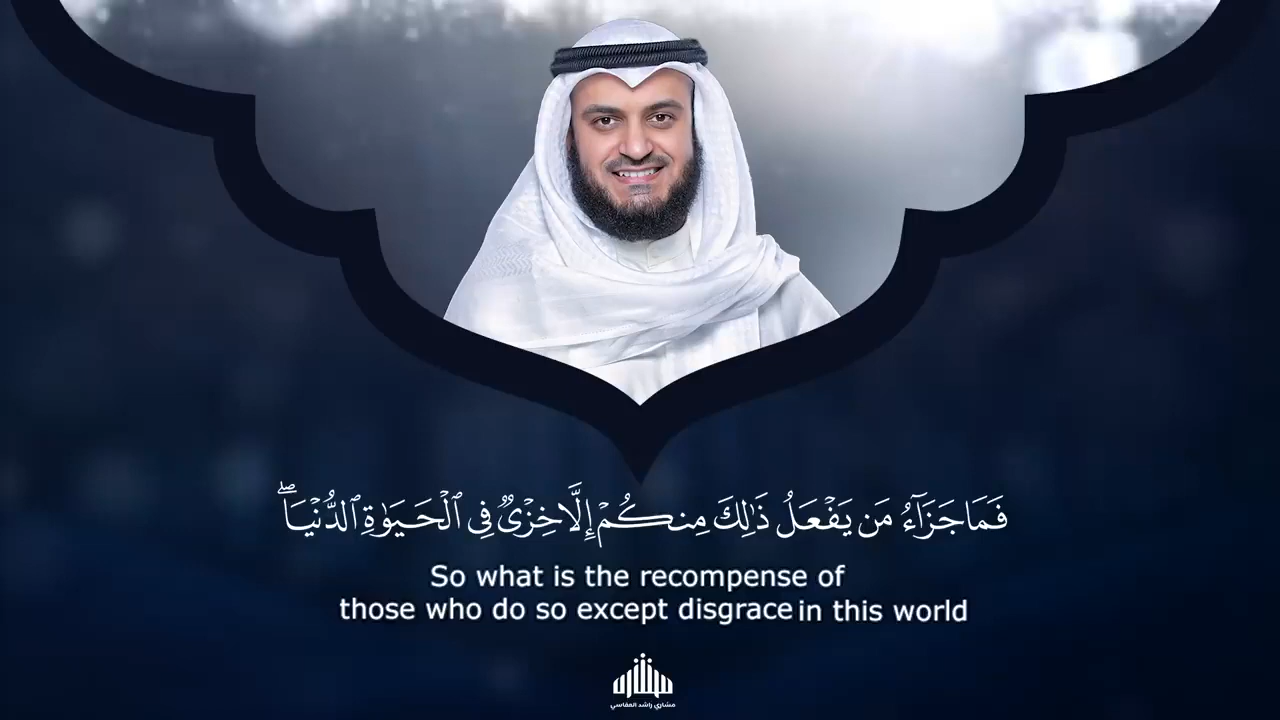 فَمَا جَزَآءُ مَن يَفْعَلُ ذَٰلِكَ مِنكُمْ إِلَّا خِزْىٌ فِى ٱلْحَيَوٰةِ ٱلدُّنْيَا ۖ
So what is the recompense of
those who do so except disgrace in this world
مشاري
مشاري راشد العفاسي